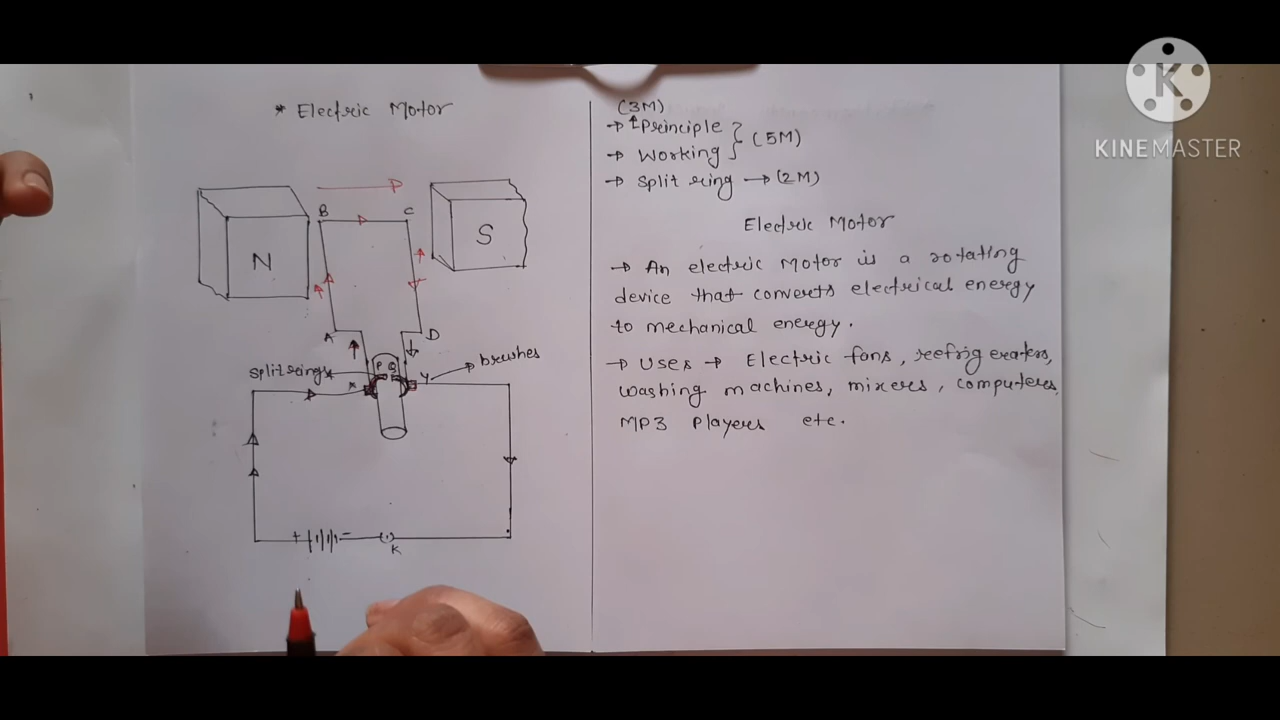 * Electric Motor
N
S
B
C
A
D
P Q
split rings
X
Y
brushes
+
-
K
(3M)
→ Principle
→ Working } (5M)
→ split ring → (2M)
Electric Motor
→ An electric Motor is a rotating
device that converts electrical energy
to mechanical energy.
→ Uses → Electric fans, reefrigeraters,
washing machines, mixers, computers,
MP3 Players etc.
K
KINEMASTER